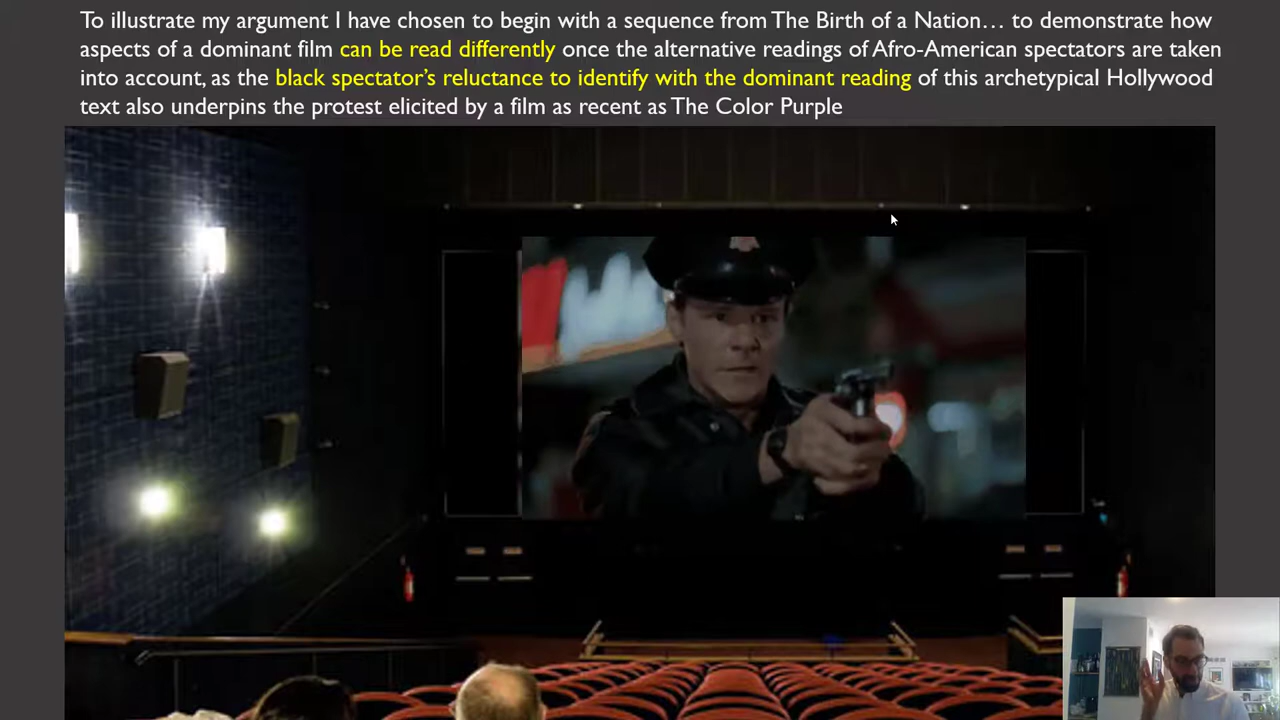 To illustrate my argument I have chosen to begin with a sequence from The Birth of a Nation… to demonstrate how
aspects of a dominant film can be read differently once the alternative readings of Afro-American spectators are taken
into account, as the black spectator’s reluctance to identify with the dominant reading of this archetypical Hollywood
text also underpins the protest elicited by a film as recent as The Color Purple